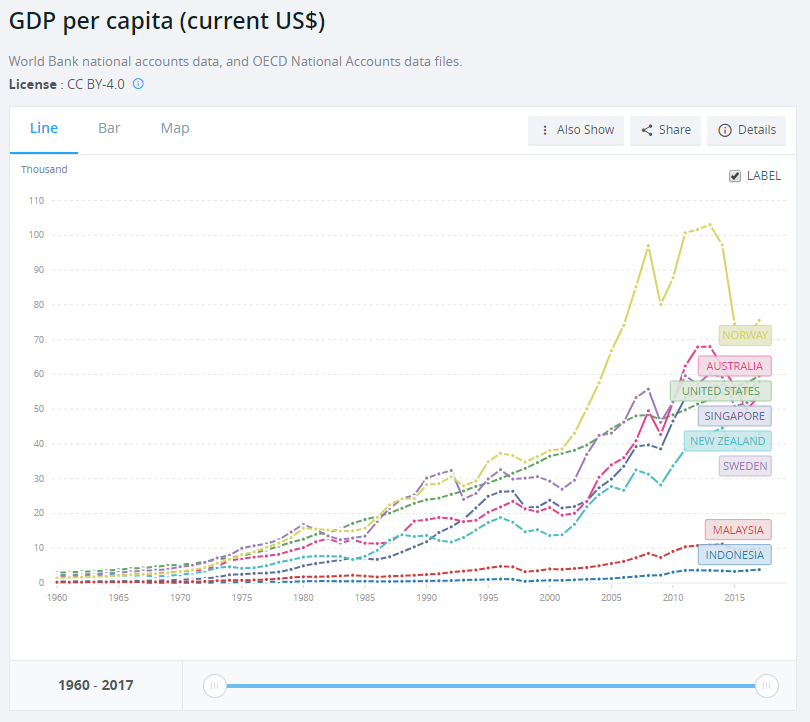 GDP per capita (current US$)
World Bank national accounts data, and OECD National Accounts data files.
License : CC BY-4.0
Line Bar Map Also Show Share Details
Thousand
LABEL
110
100
90
80
70
60
50
40
30
20
10
0
NORWAY
AUSTRALIA
UNITED STATES
SINGAPORE
NEW ZEALAND
SWEDEN
MALAYSIA
INDONESIA
1960 1965 1970 1975 1980 1985 1990 1995 2000 2005 2010 2015
1960 - 2017